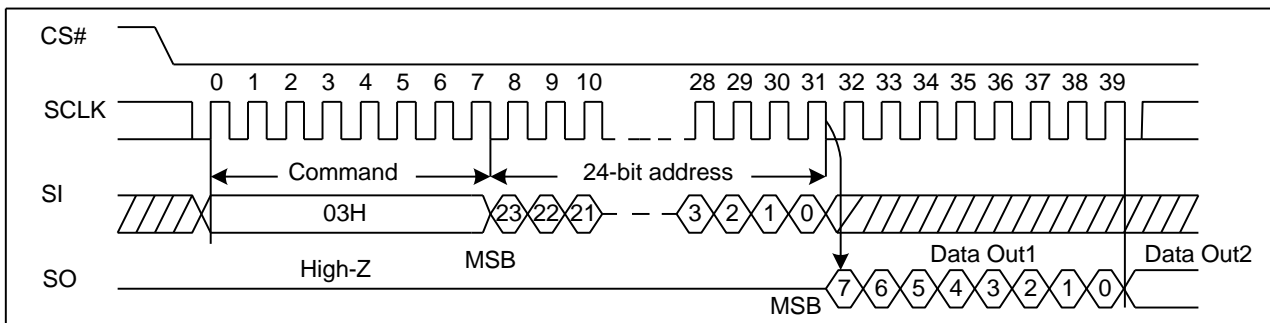 CS#
0 1 2 3 4 5 6 7 8 9 10 28 29 30 31 32 33 34 35 36 37 38 39
SCLK
Command 24-bit address
SI
03H 23 22 21 3 2 1 0
High-Z MSB Data Out1 Data Out2
SO
MSB 7 6 5 4 3 2 1 0